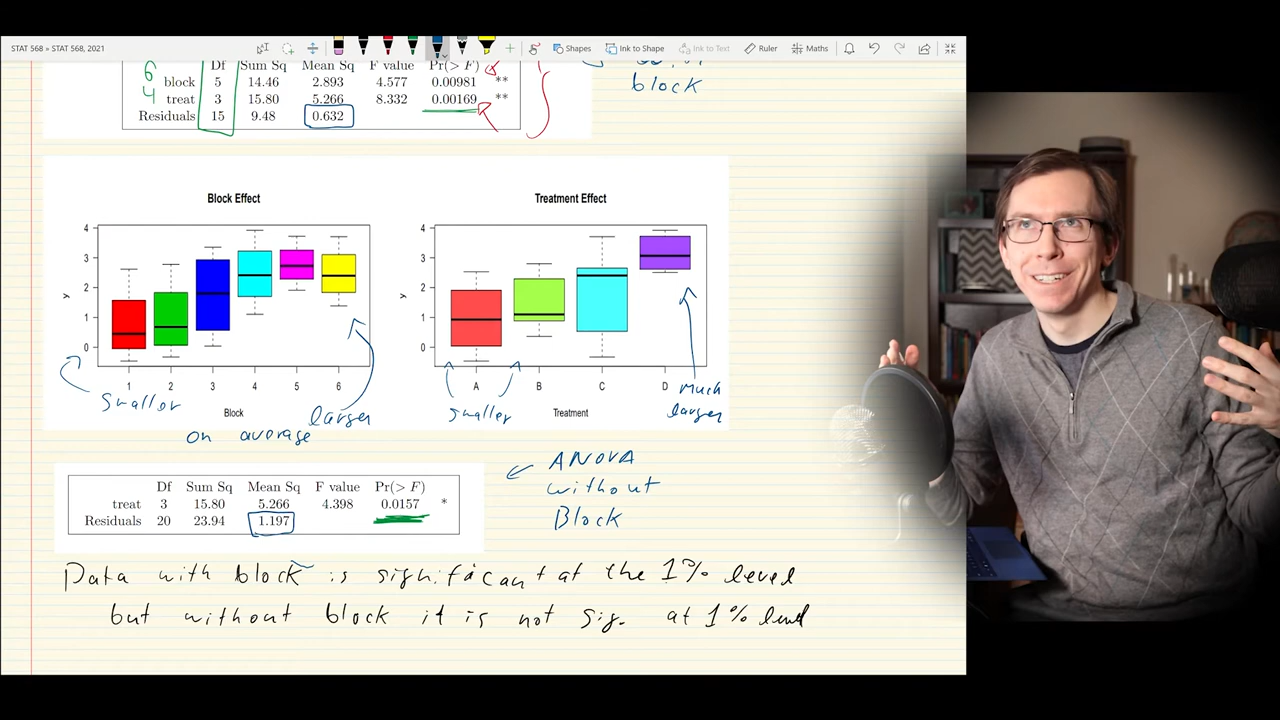 STAT 568 » STAT 568, 2021
Shapes Ink to Shape Ink to Text Ruler Maths
Df Sum Sq Mean Sq F value Pr(> F)
6 block 5 14.46 2.893 4.577 0.00981 **
4 treat 3 15.80 5.266 8.332 0.00169 **
Residuals 15 9.48 0.632
block
Block Effect
4
3
2
1
0
y
1 2 3 4 5 6
Block
smaller
larger
on average
Treatment Effect
4
3
2
1
0
y
A B C D
Treatment
smaller
much
larger
Df Sum Sq Mean Sq F value Pr(> F)
treat 3 15.80 5.266 4.398 0.0157 *
Residuals 20 23.94 1.197
ANOVA
without
Block
Data with block is significant at the 1% level
but without block it is not sig. at 1% level